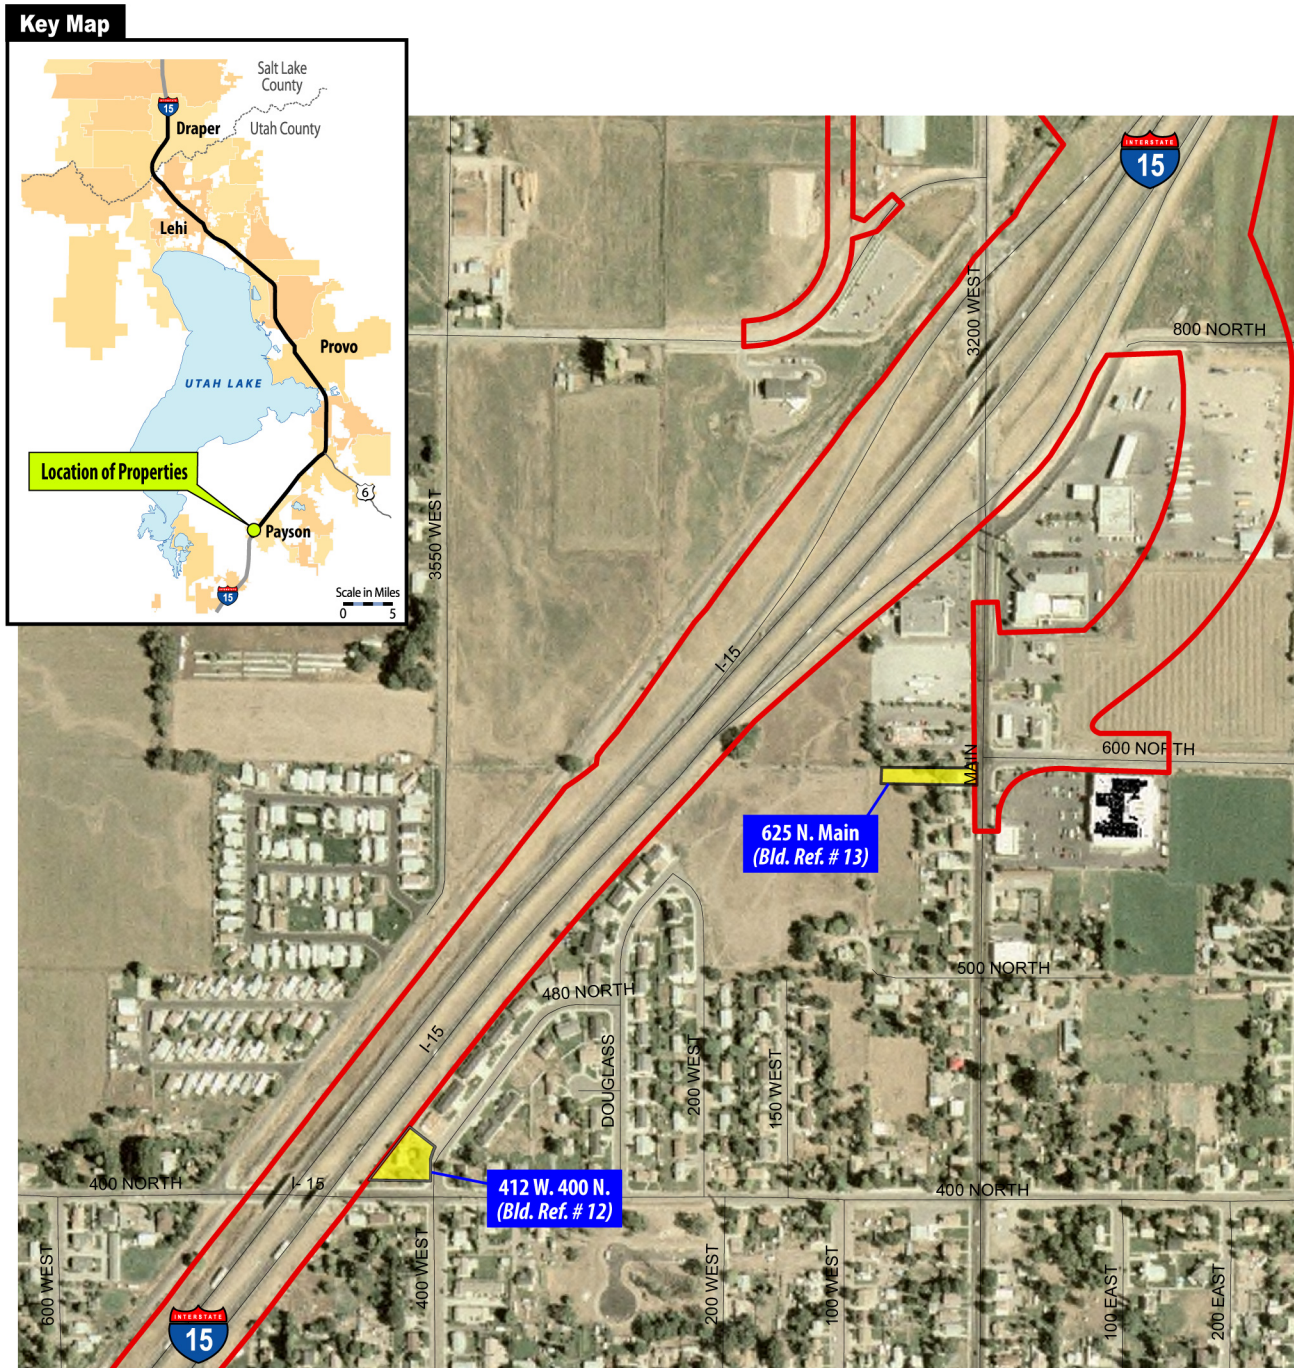 Key Map
Salt Lake
County
INTERSTATE
15
Draper
Utah County
Lehi
Provo
UTAH LAKE
Location of Properties
6
Payson
15
Scale in Miles
0 5
INTERSTATE
15
3200 WEST
800 NORTH
3550 WEST
I-15
MAIN
600 NORTH
625 N. Main
(Bld. Ref. # 13)
500 NORTH
480 NORTH
I-15
DOUGLASS
200 WEST
150 WEST
400 NORTH
I- 15
412 W. 400 N.
(Bld. Ref. # 12)
400 NORTH
600 WEST
400 WEST
200 WEST
100 WEST
100 EAST
200 EAST
INTERSTATE
15